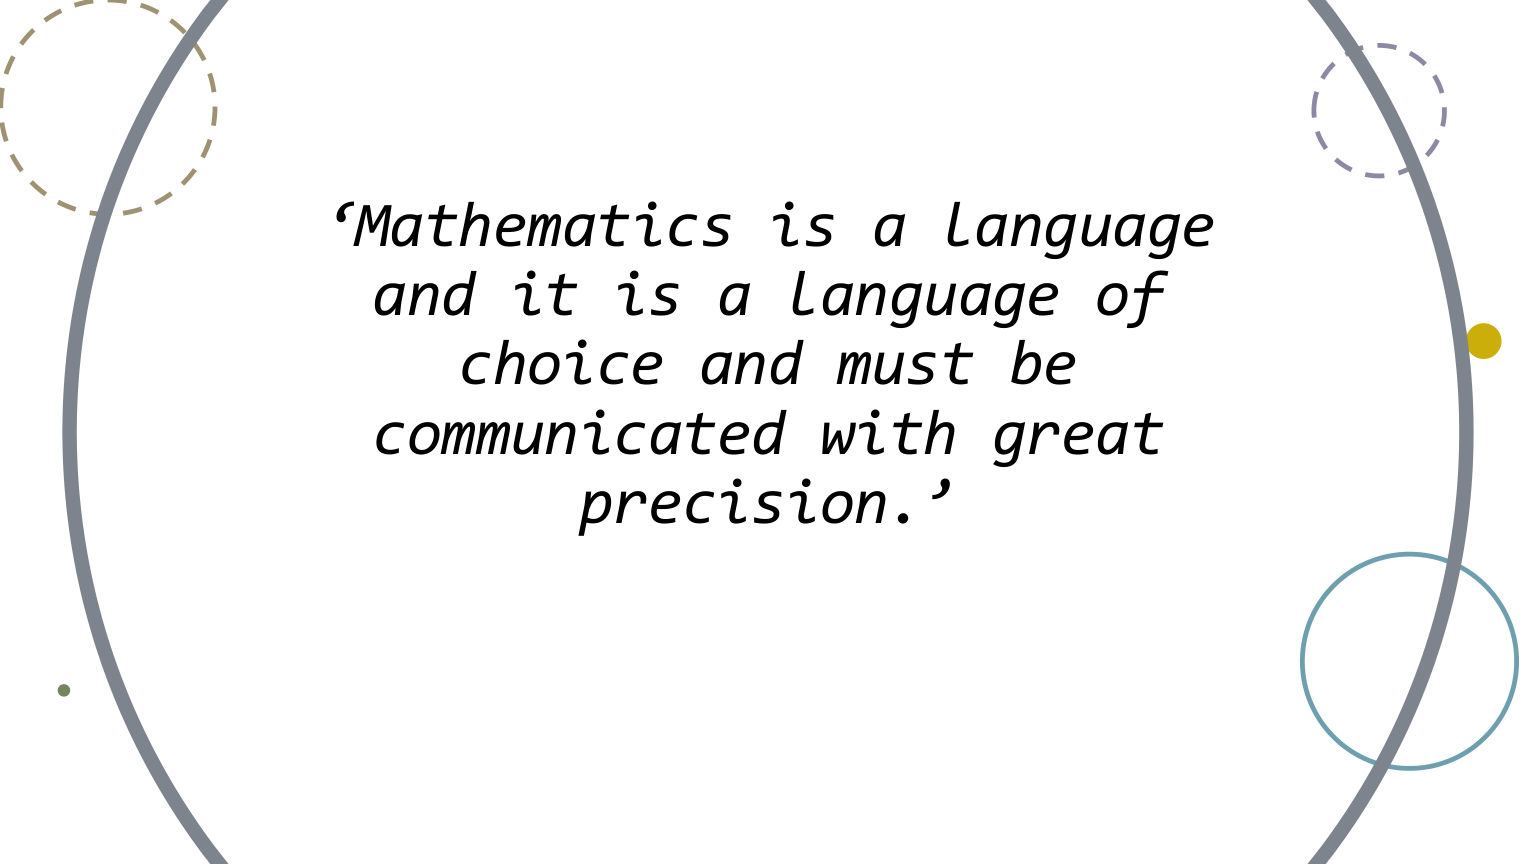 ‘Mathematics is a language
and it is a language of
choice and must be
communicated with great
precision.’